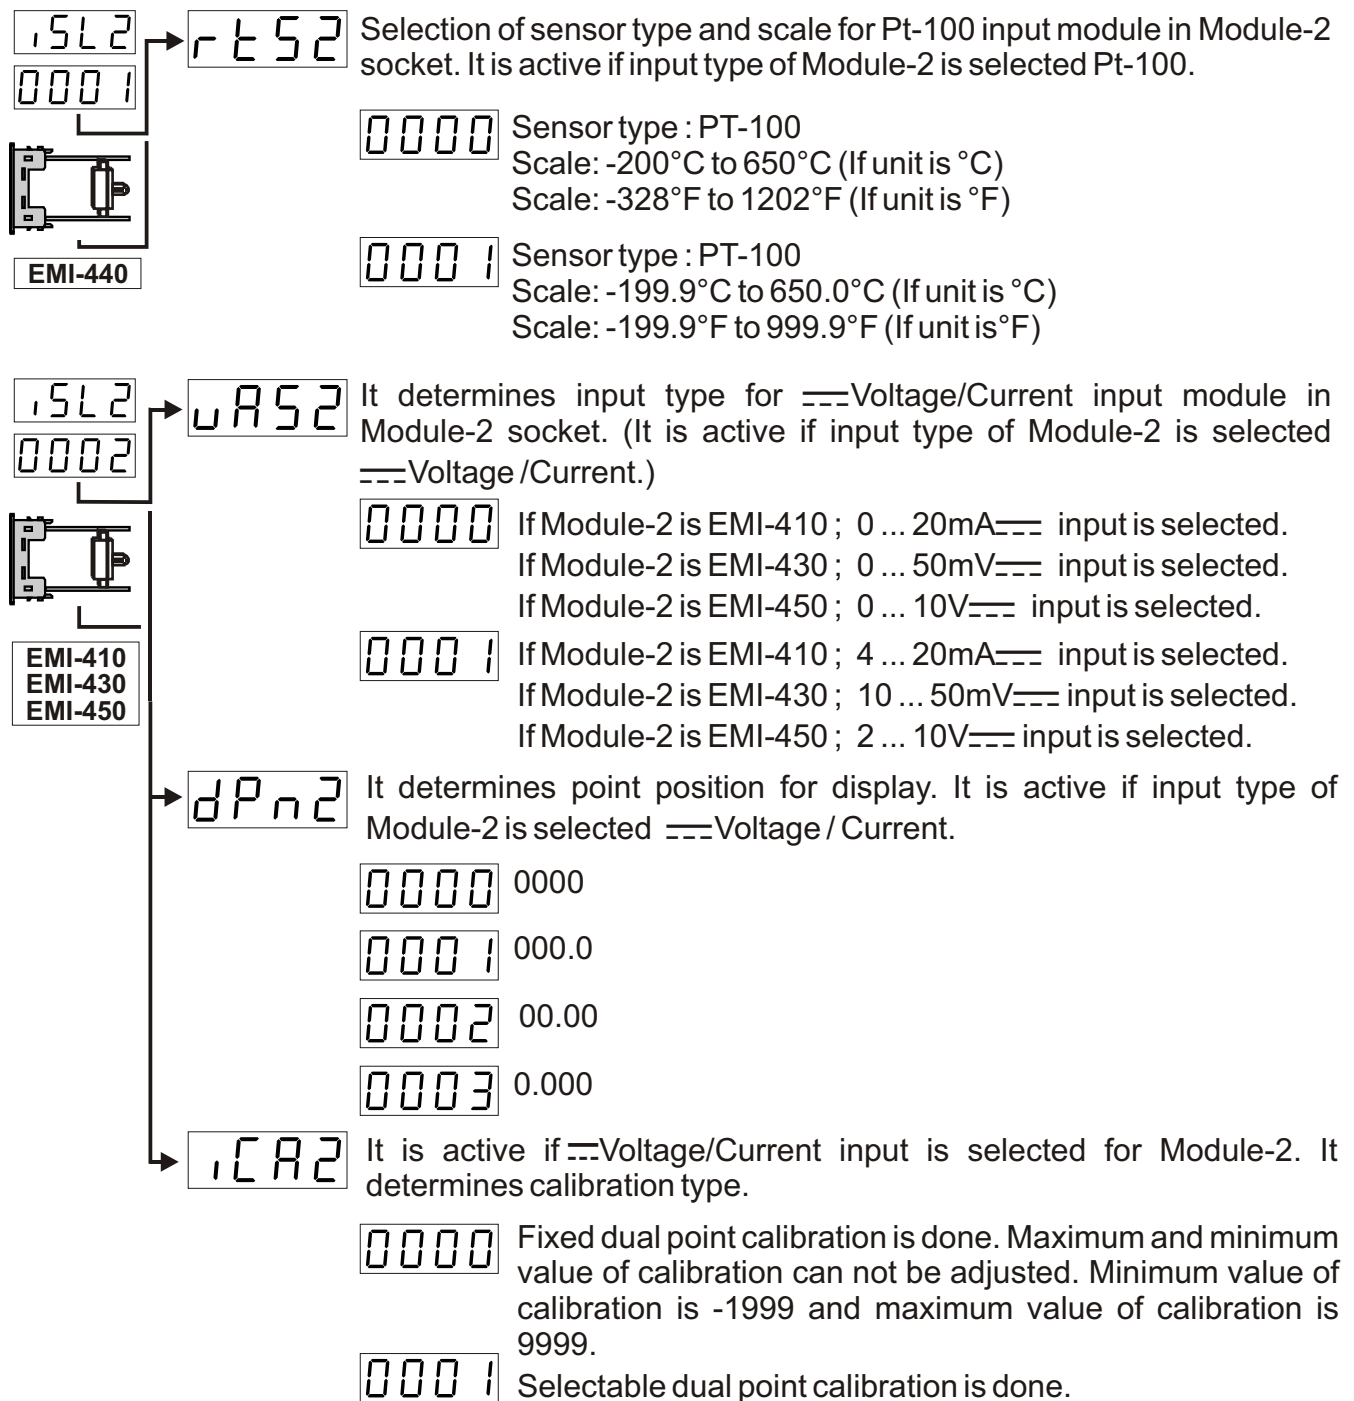 iSL2
rtS2
Selection of sensor type and scale for Pt-100 input module in Module-2
socket. It is active if input type of Module-2 is selected Pt-100.
0001
0000
Sensor type : PT-100
Scale: -200°C to 650°C (If unit is °C)
Scale: -328°F to 1202°F (If unit is °F)
EMI-440
0001
Sensor type : PT-100
Scale: -199.9°C to 650.0°C (If unit is °C)
Scale: -199.9°F to 999.9°F (If unit is°F)
iSL2
uAS2
It determines input type for ⎓Voltage/Current input module in
Module-2 socket. (It is active if input type of Module-2 is selected
⎓Voltage /Current.)
0002
0000
If Module-2 is EMI-410 ; 0 ... 20mA⎓ input is selected.
If Module-2 is EMI-430 ; 0 ... 50mV⎓ input is selected.
If Module-2 is EMI-450 ; 0 ... 10V⎓ input is selected.
EMI-410
EMI-430
EMI-450
0001
If Module-2 is EMI-410 ; 4 ... 20mA⎓ input is selected.
If Module-2 is EMI-430 ; 10 ... 50mV⎓ input is selected.
If Module-2 is EMI-450 ; 2 ... 10V⎓ input is selected.
dPn2
It determines point position for display. It is active if input type of
Module-2 is selected ⎓Voltage / Current.
0000 0000
0001 000.0
0002 00.00
0003 0.000
iCA2
It is active if ⎓Voltage/Current input is selected for Module-2. It
determines calibration type.
0000
Fixed dual point calibration is done. Maximum and minimum
value of calibration can not be adjusted. Minimum value of
calibration is -1999 and maximum value of calibration is
9999.
0001
Selectable dual point calibration is done.